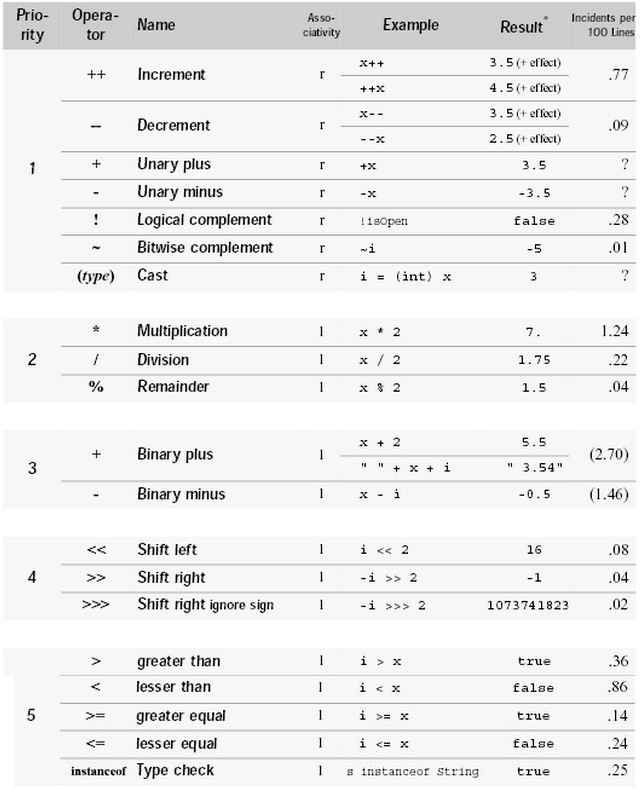 Prio-rity Opera-tor Name Asso-ciativity Example Result* Incidents per 100 Lines
1
++ Increment r x++ 3.5 (+ effect) .77
++x 4.5 (+ effect)
-- Decrement r x-- 3.5 (+ effect) .09
--x 2.5 (+ effect)
+ Unary plus r +x 3.5 ?
- Unary minus r -x -3.5 ?
! Logical complement r !isOpen false .28
~ Bitwise complement r ~i -5 .01
(type) Cast r i = (int) x 3 ?
2
* Multiplication l x * 2 7. 1.24
/ Division l x / 2 1.75 .22
% Remainder l x % 2 1.5 .04
3
+ Binary plus l x + 2 5.5 (2.70)
" " + x + i " 3.54"
- Binary minus l x - i -0.5 (1.46)
4
<< Shift left l i << 2 16 .08
>> Shift right l -i >> 2 -1 .04
>>> Shift right ignore sign l -i >>> 2 1073741823 .02
5
> greater than l i > x true .36
< lesser than l i < x false .86
>= greater equal l i >= x true .14
<= lesser equal l i <= x false .24
instanceof Type check l s instanceof String true .25